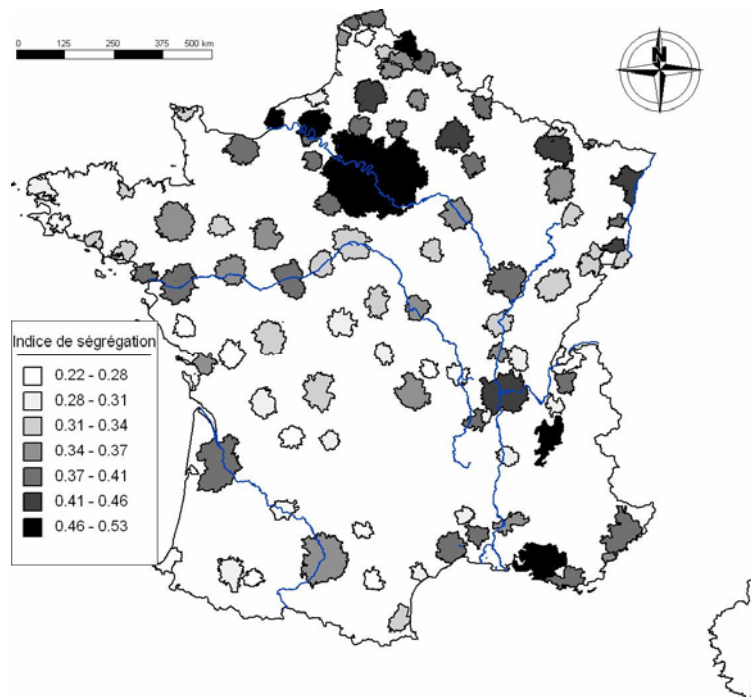 0 125 250 375 500 km
N
Indice de ségrégation
0.22 - 0.28
0.28 - 0.31
0.31 - 0.34
0.34 - 0.37
0.37 - 0.41
0.41 - 0.46
0.46 - 0.53